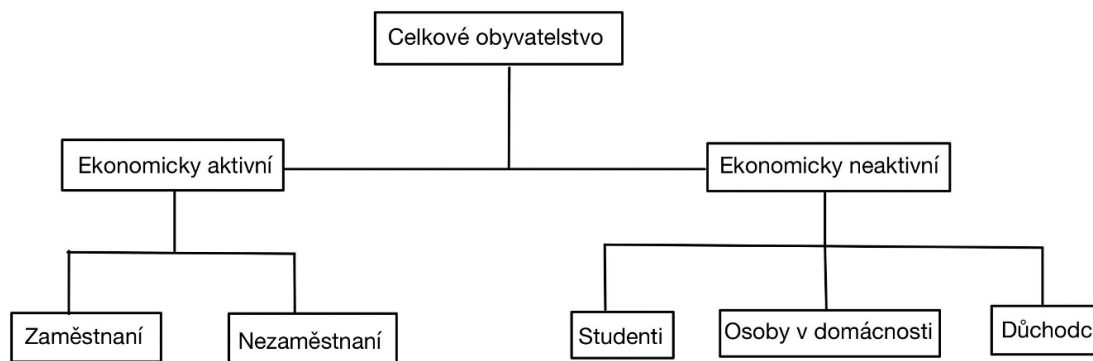 Celkové obyvatelstvo
Ekonomicky aktivní
Ekonomicky neaktivní
Zaměstnaní
Nezaměstnaní
Studenti
Osoby v domácnosti
Důchodc